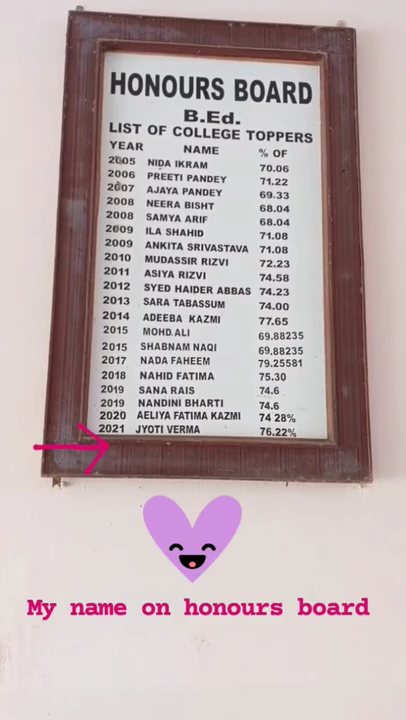 HONOURS BOARD
B.Ed.
LIST OF COLLEGE TOPPERS
YEAR NAME % OF
2005 NIDA IKRAM 70.06
2006 PREETI PANDEY 71.22
2007 AJAYA PANDEY 69.33
2008 NEERA BISHT 68.04
2008 SAMYA ARIF 68.04
2009 ILA SHAHID 71.08
2009 ANKITA SRIVASTAVA 71.08
2010 MUDASSIR RIZVI 72.23
2011 ASIYA RIZVI 74.58
2012 SYED HAIDER ABBAS 74.23
2013 SARA TABASSUM 74.00
2014 ADEEBA KAZMI 77.65
2015 MOHD.ALI 69.88235
2015 SHABNAM NAQI 69.88235
2017 NADA FAHEEM 79.25581
2018 NAHID FATIMA 75.30
2019 SANA RAIS 74.6
2019 NANDINI BHARTI 74.6
2020 AELIYA FATIMA KAZMI 74 28%
2021 JYOTI VERMA 76.22%
My name on honours board